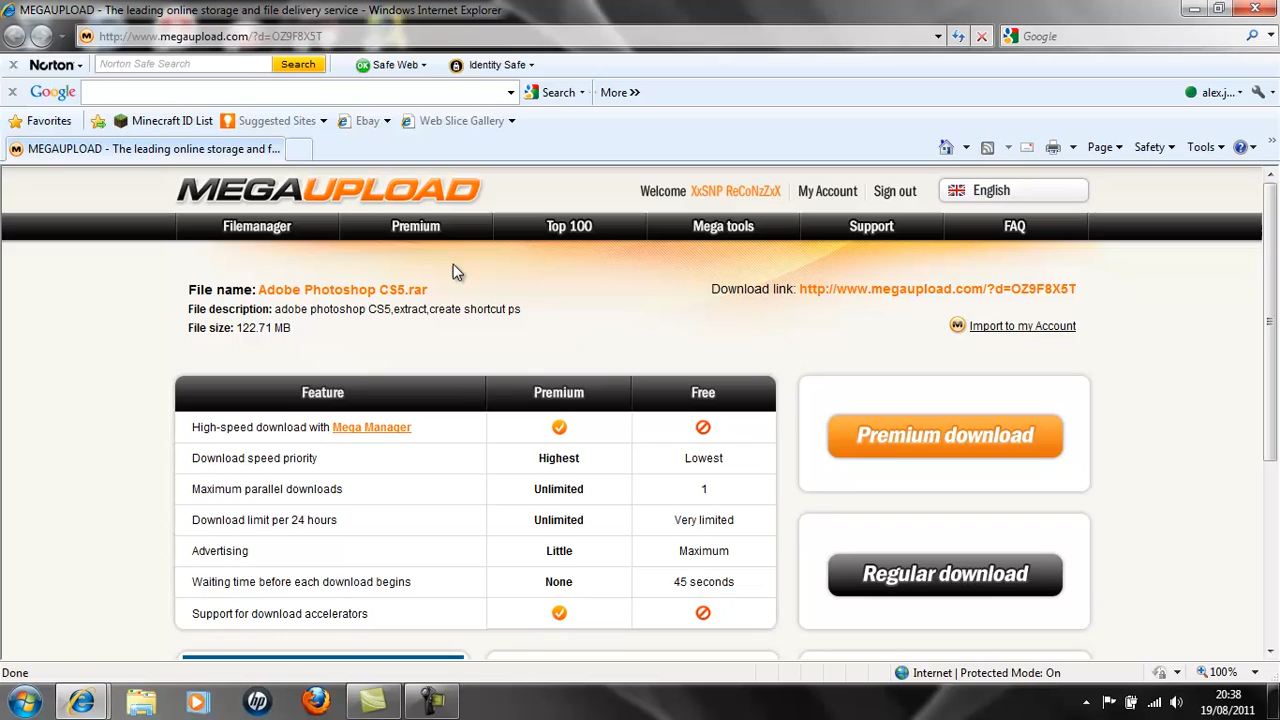 MEGAUPLOAD - The leading online storage and file delivery service - Windows Internet Explorer
http://www.megaupload.com/?d=OZ9F8X5T
Google
Norton
Norton Safe Search
Search
OK
Safe Web
Identity Safe
Google
Search
More >>
alex.j...
Favorites
Minecraft ID List
Suggested Sites
Ebay
Web Slice Gallery
MEGAUPLOAD - The leading online storage and f...
Page
Safety
Tools
MEGAUPLOAD
Welcome XxSNP ReCoNzZxX
My Account
Sign out
English
Filemanager
Premium
Top 100
Mega tools
Support
FAQ
File name: Adobe Photoshop CS5.rar
Download link: http://www.megaupload.com/?d=OZ9F8X5T
File description: adobe photoshop CS5,extract,create shortcut ps
File size: 122.71 MB
Import to my Account
Feature Premium Free
High-speed download with Mega Manager
Download speed priority Highest Lowest
Maximum parallel downloads Unlimited 1
Download limit per 24 hours Unlimited Very limited
Advertising Little Maximum
Waiting time before each download begins None 45 seconds
Support for download accelerators
Premium download
Regular download
Done
Internet | Protected Mode: On
100%
hp
20:38
19/08/2011